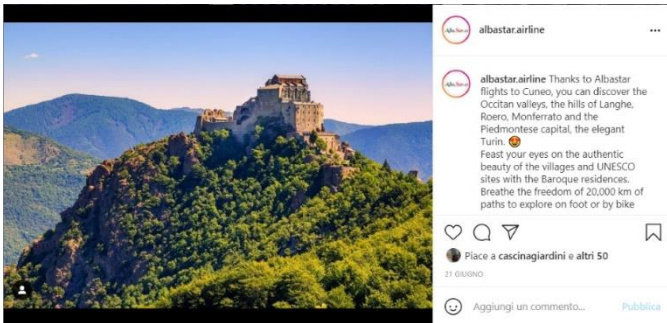 albastar.airline
albastar.airline Thanks to Albastar
flights to Cuneo, you can discover the
Occitan valleys, the hills of Langhe,
Roero, Monferrato and the
Piedmontese capital, the elegant
Turin.
Feast your eyes on the authentic
beauty of the villages and UNESCO
sites with the Baroque residences.
Breathe the freedom of 20,000 km of
paths to explore on foot or by bike
Piace a cascinagiardini e altri 50
21 GIUGNO
Aggiungi un commento... Pubblica